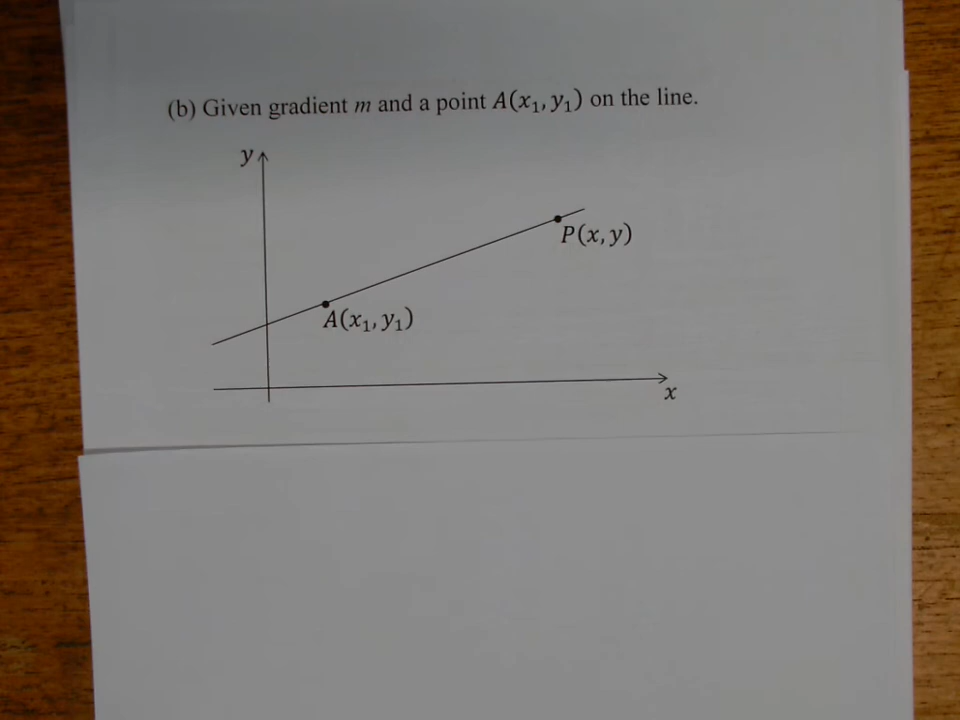 (b) Given gradient m and a point A(x₁, y₁) on the line.
y
P(x, y)
A(x₁, y₁)
x